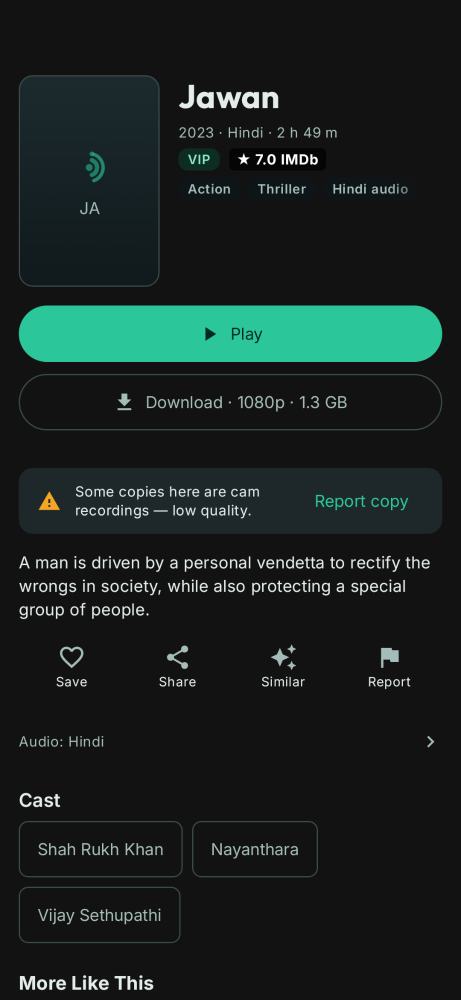 JA
Jawan
2023 · Hindi · 2 h 49 m
VIP
★ 7.0 IMDb
Action
Thriller
Hindi audio
Play
Download · 1080p · 1.3 GB
Some copies here are cam
recordings — low quality.
Report copy
A man is driven by a personal vendetta to rectify the
wrongs in society, while also protecting a special
group of people.
Save
Share
Similar
Report
Audio: Hindi
Cast
Shah Rukh Khan
Nayanthara
Vijay Sethupathi
More Like This